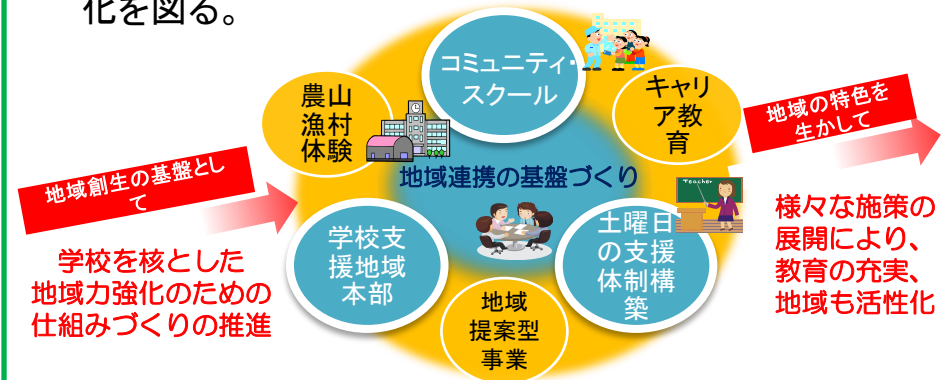 化を図る。
コミュニティ・
スクール
農山
漁村
体験
キャリ
ア教
育
地域の特色を
生かして
地域創生の基盤とし
て
地域連携の基盤づくり
Teacher
学校を核とした
地域力強化のための
仕組みづくりの推進
学校支
援地域
本部
土曜日
の支援
体制構
築
地域
提案型
事業
様々な施策の
展開により、
教育の充実、
地域も活性化